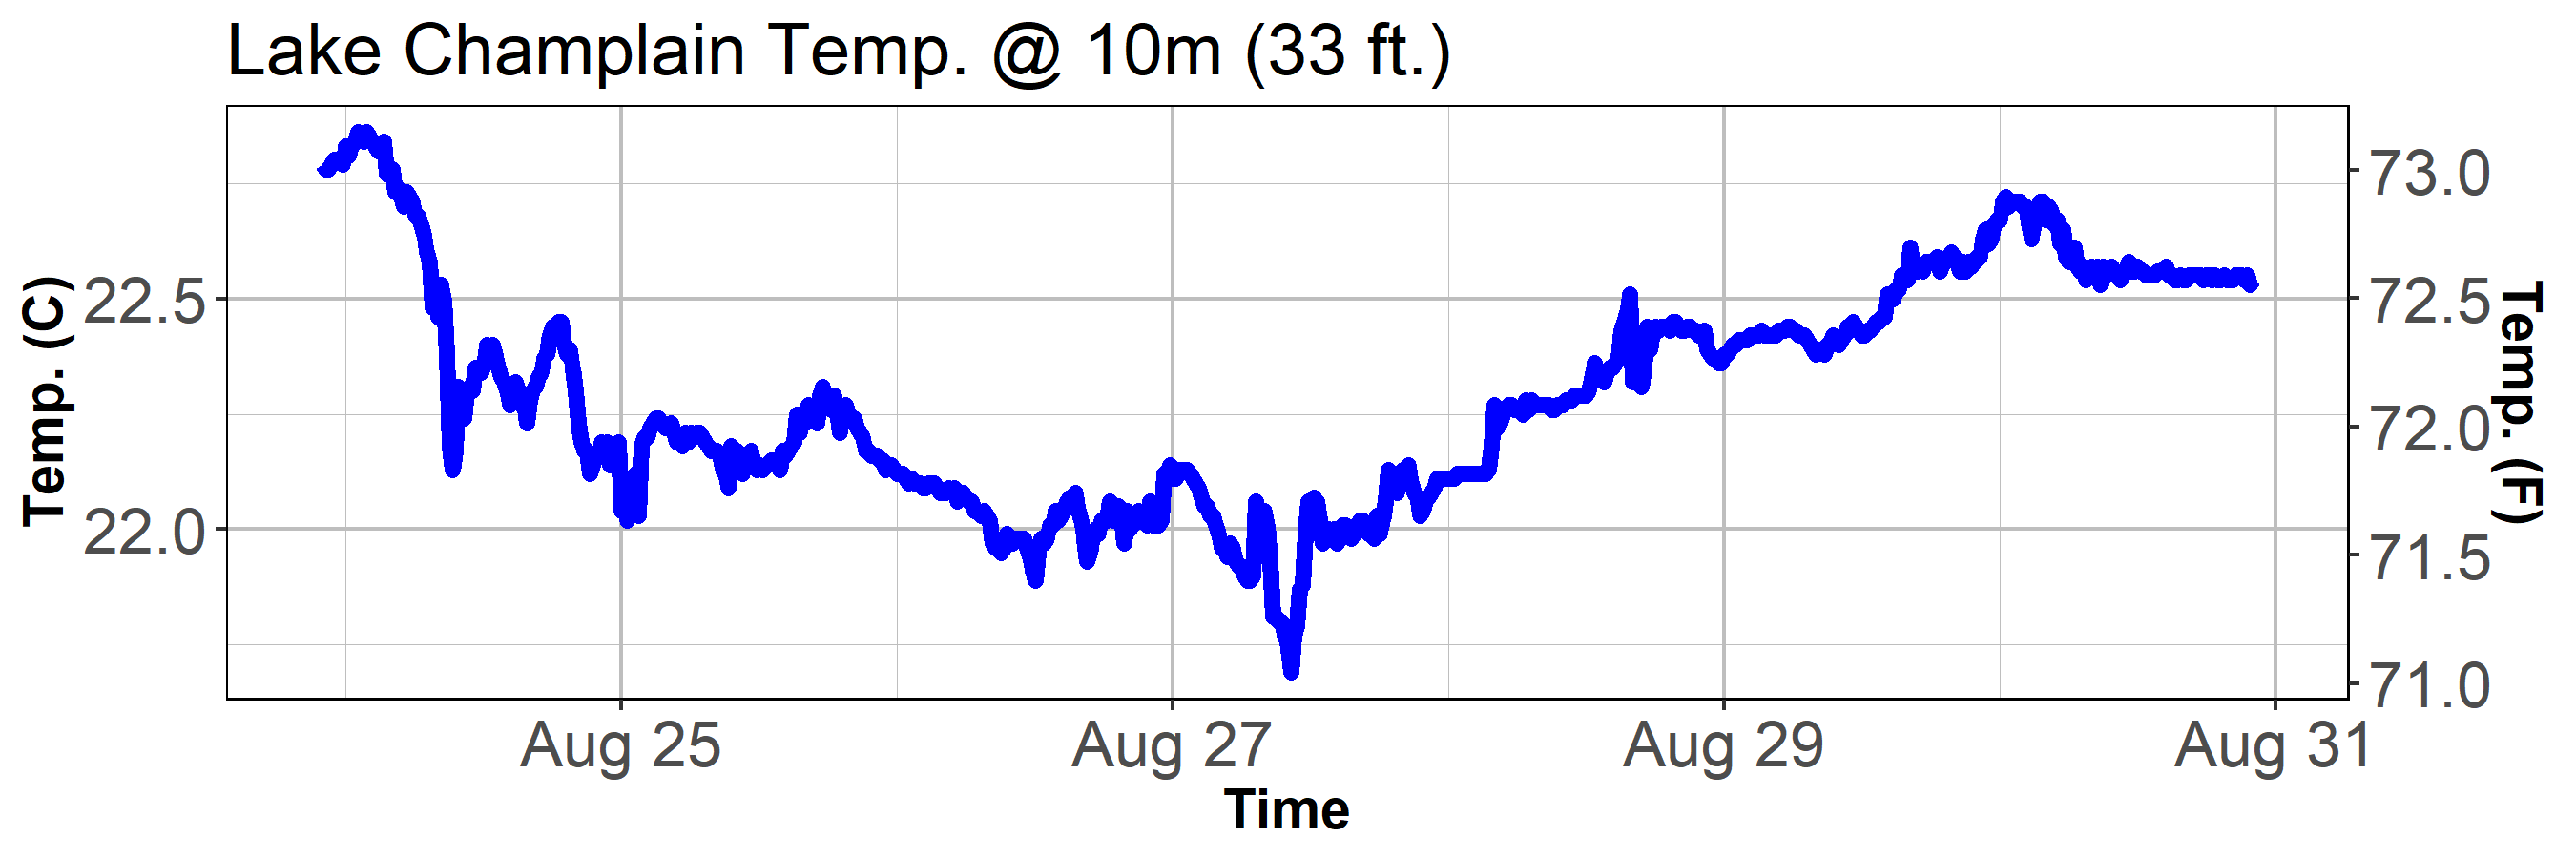 Lake Champlain Temp. @ 10m (33 ft.)
Temp. (C)
22.5
22.0
73.0
72.5
72.0
71.5
71.0
Temp. (F)
Aug 25 Aug 27 Aug 29 Aug 31
Time